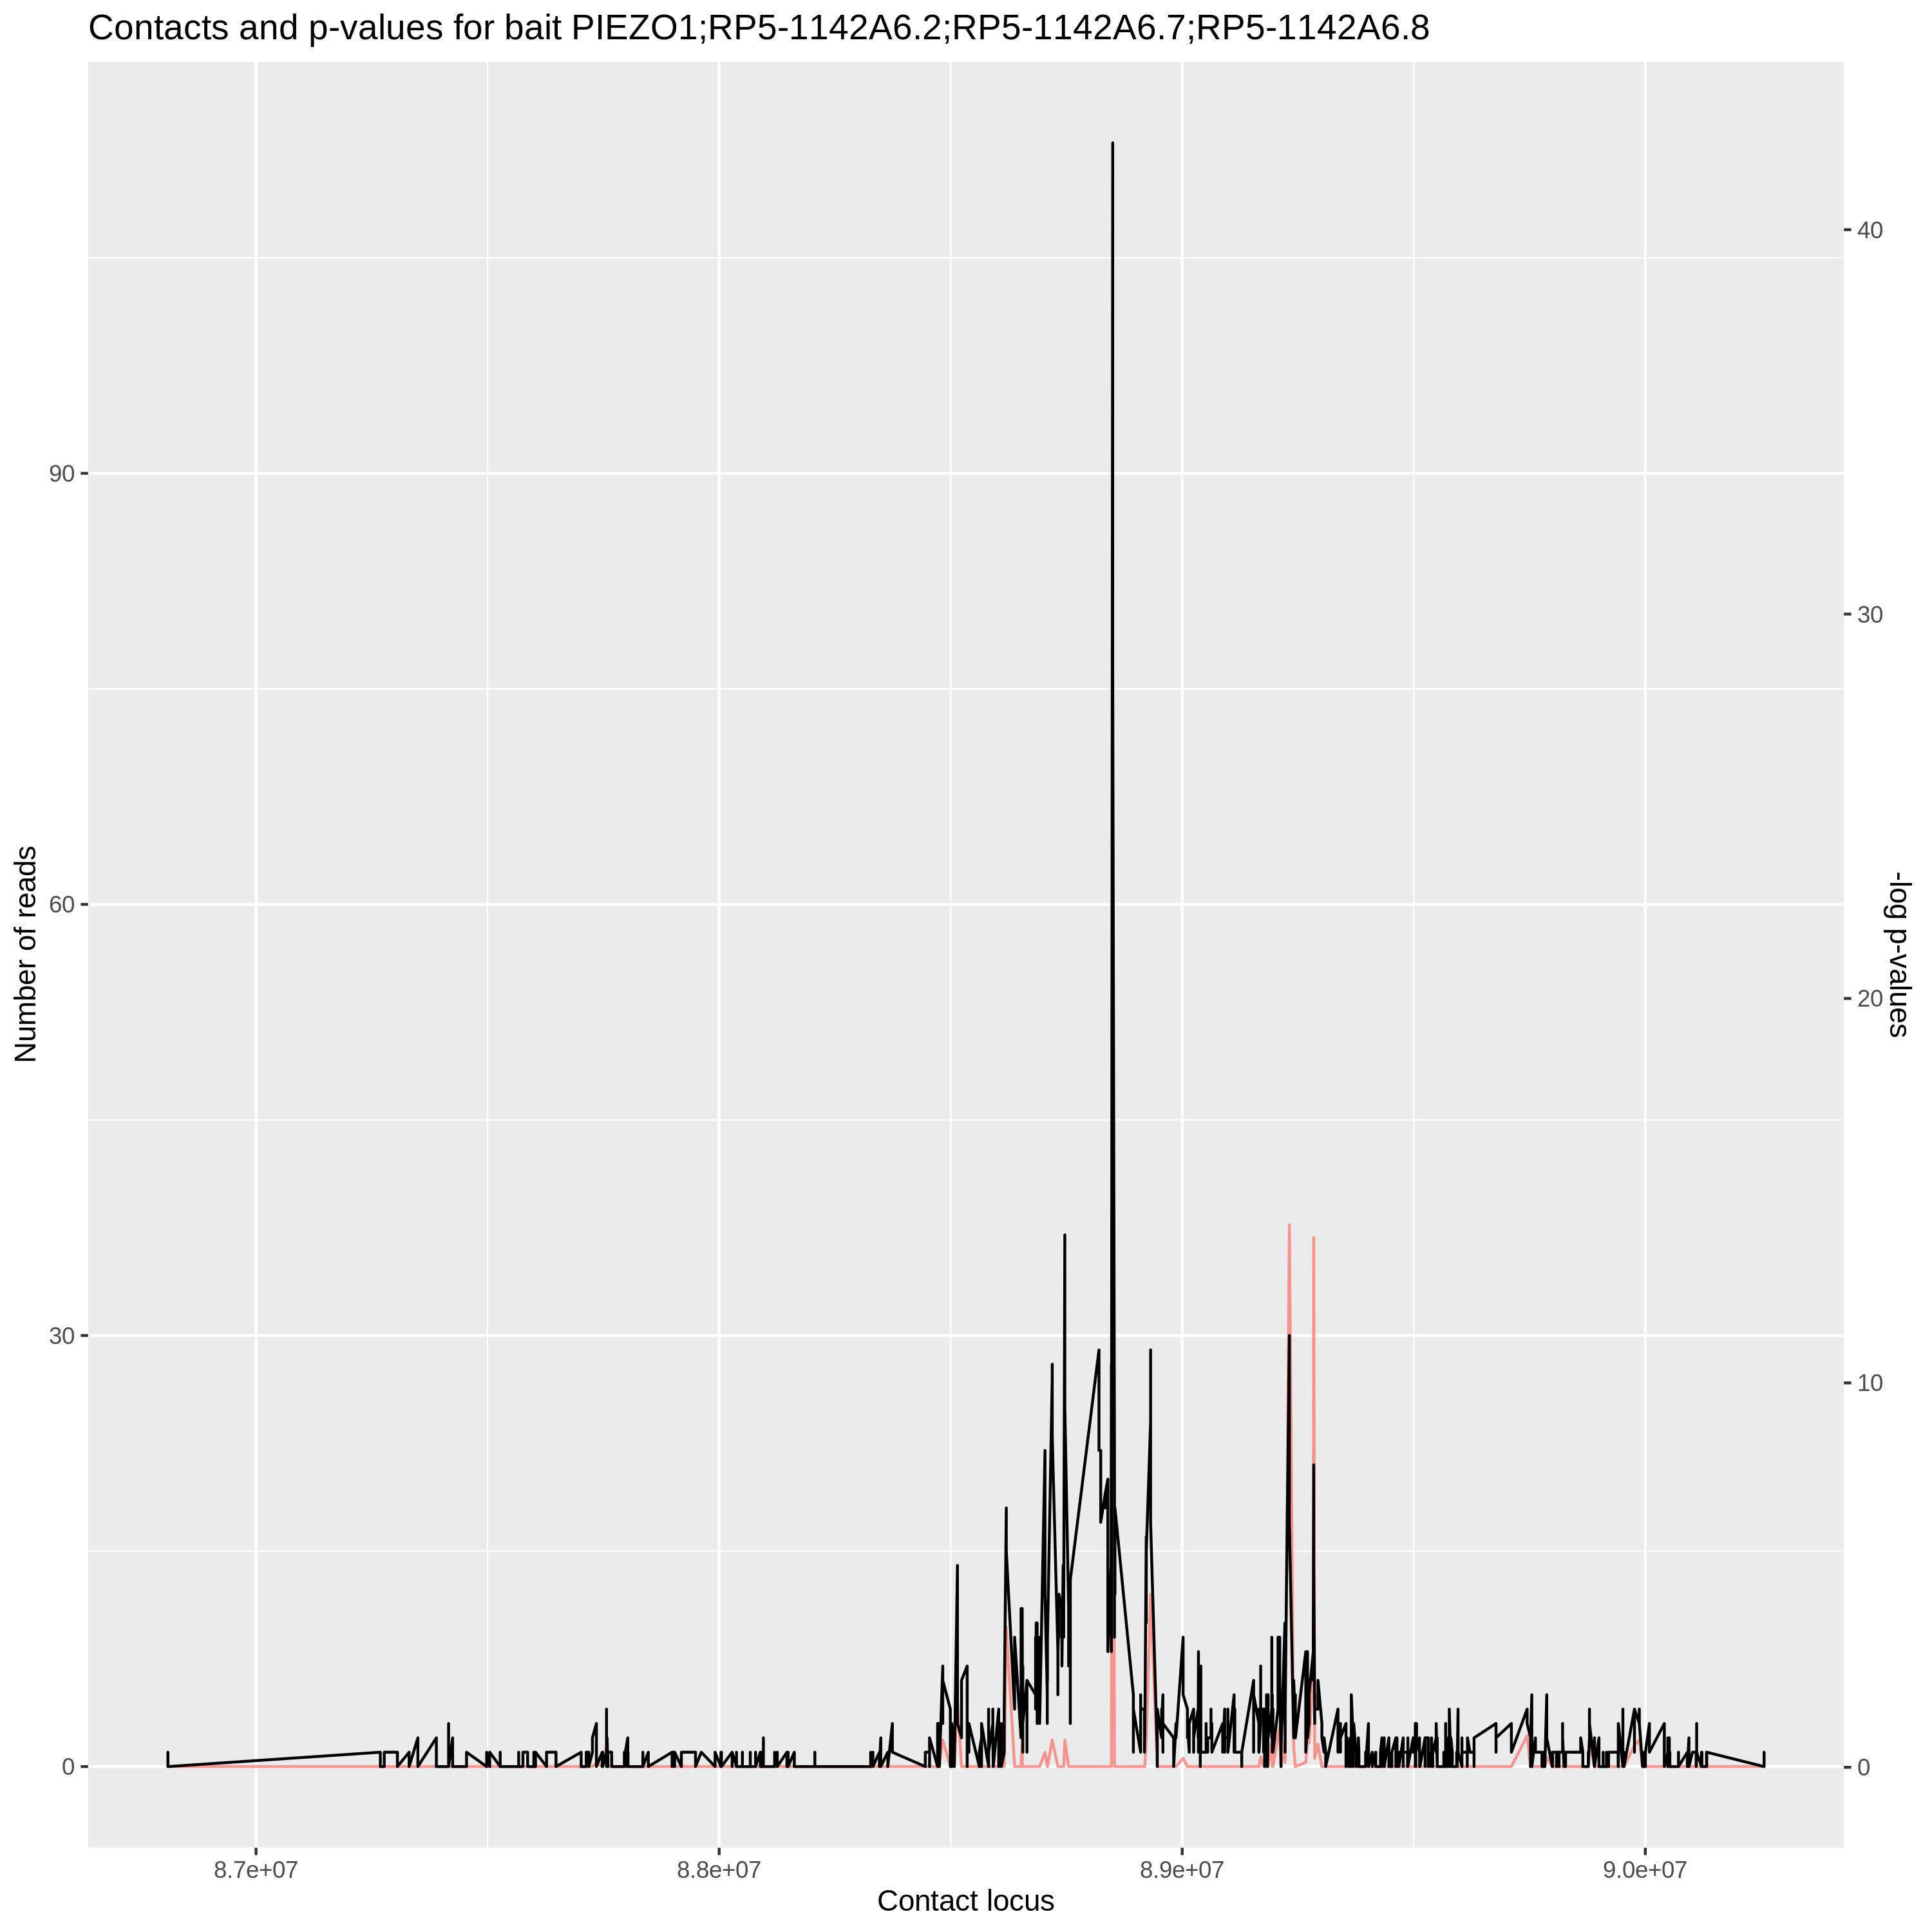 Contacts and p-values for bait PIEZO1;RP5-1142A6.2;RP5-1142A6.7;RP5-1142A6.8
Number of reads
90
60
30
0
40
30
20
10
0
-log p-values
8.7e+07
8.8e+07
8.9e+07
9.0e+07
Contact locus